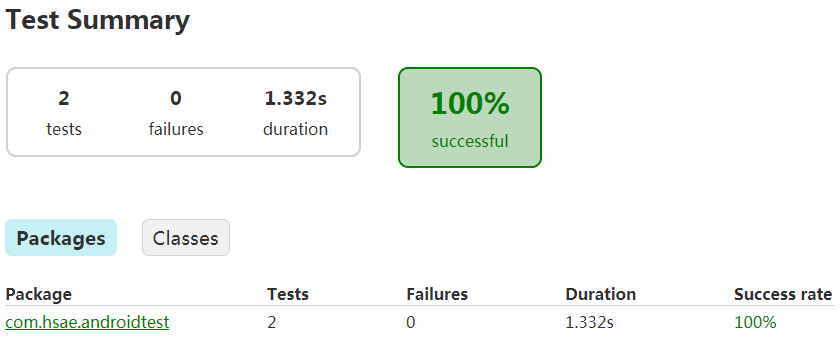 Test Summary
2 0 1.332s 100%
tests failures duration successful
Packages Classes
Package Tests Failures Duration Success rate
com.hsae.androidtest 2 0 1.332s 100%